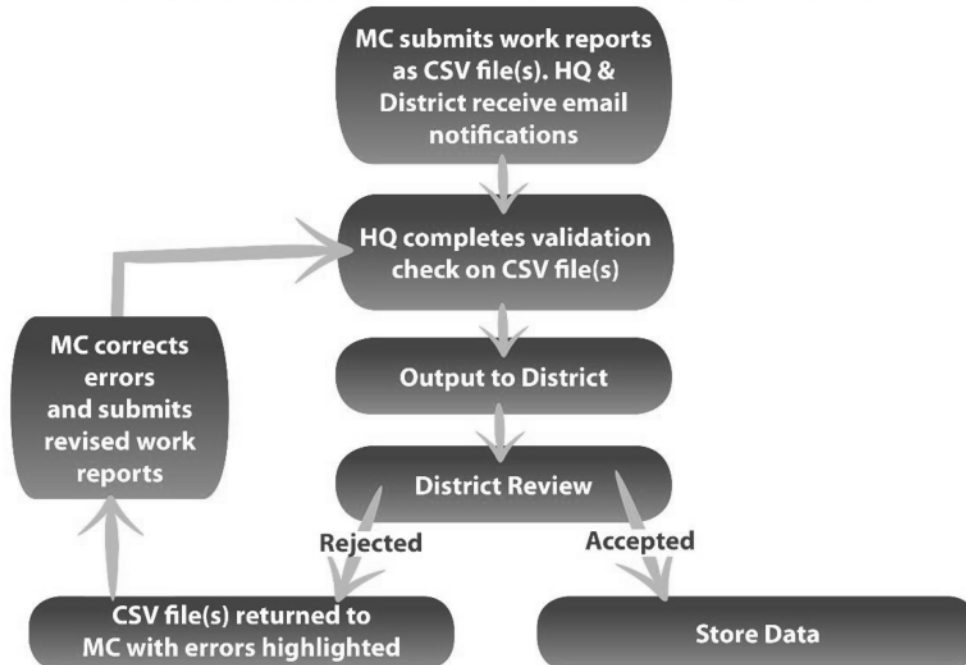 MC submits work reports
as CSV file(s). HQ &
District receive email
notifications
HQ completes validation
check on CSV file(s)
MC corrects
errors
and submits
revised work
reports
Output to District
District Review
Rejected
Accepted
CSV file(s) returned to
MC with errors highlighted
Store Data